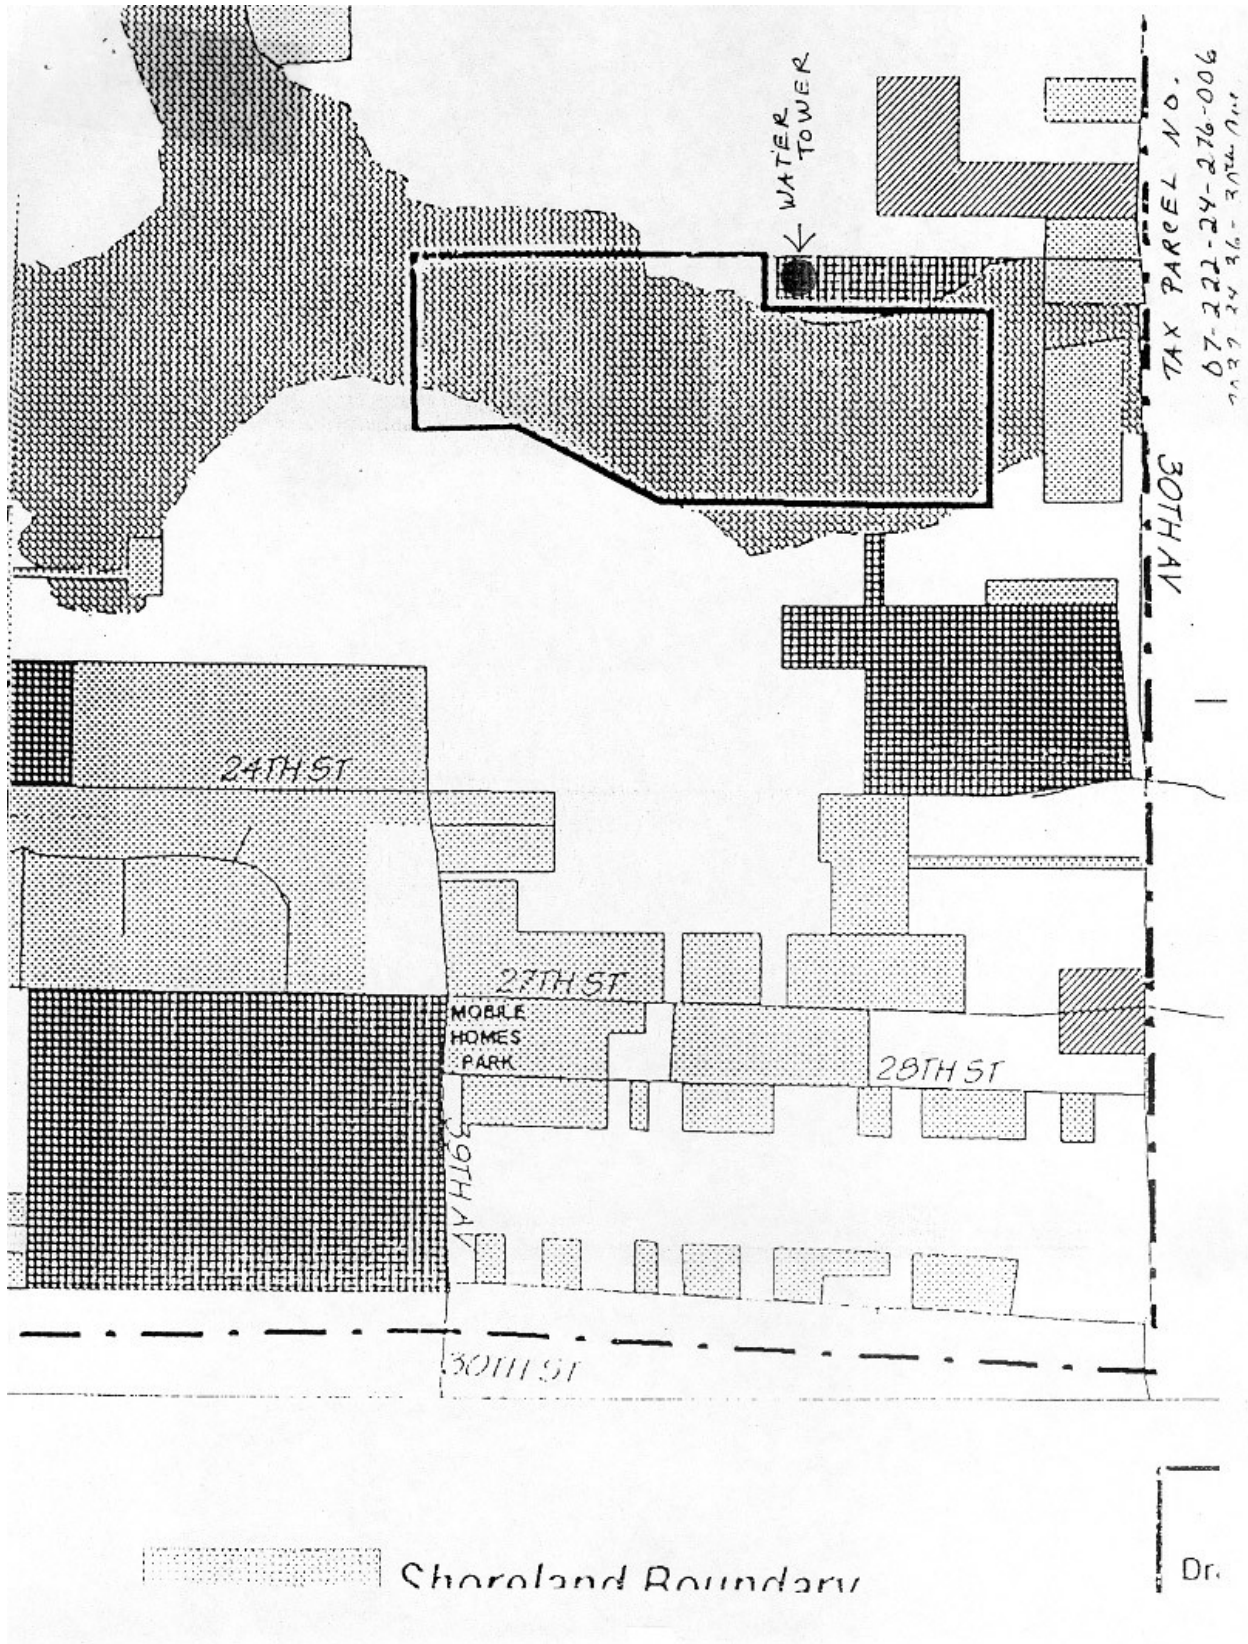 WATER
TOWER
TAX PARCEL NO.
07-222-24-276-006
30TH AV
24TH ST
27TH ST
MOBILE
HOMES
PARK
28TH ST
39TH AV
30TH ST
Shoreland Boundary
Dr.